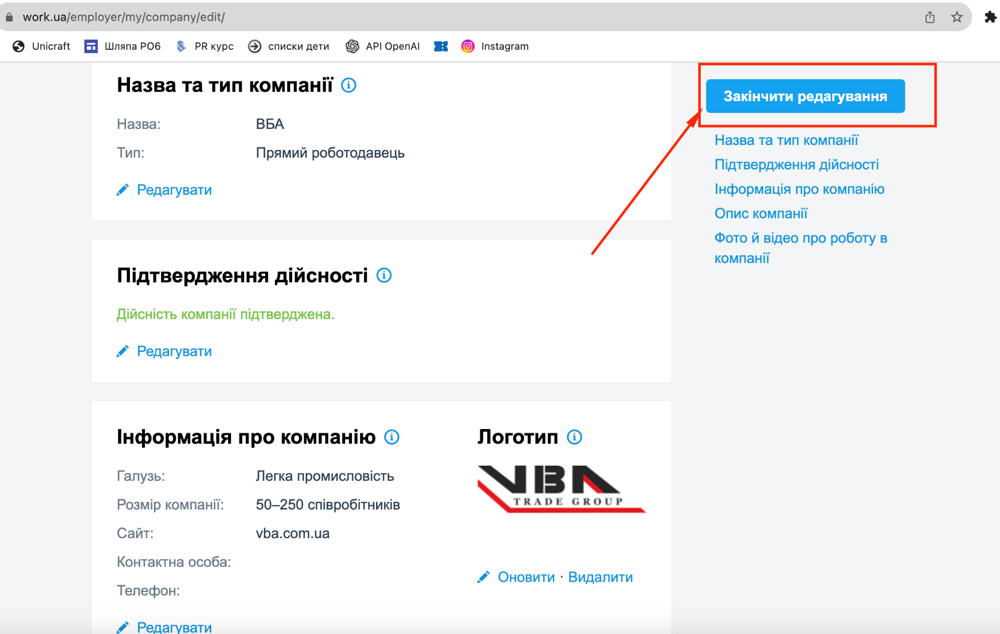 work.ua/employer/my/company/edit/
Unicraft
Шляпа РО6
PR курс
списки дети
API OpenAI
Instagram
Назва та тип компанії
Назва: ВБА
Тип: Прямий роботодавець
Редагувати
Підтвердження дійсності
Дійсність компанії підтверджена.
Редагувати
Інформація про компанію
Галузь: Легка промисловість
Розмір компанії: 50–250 співробітників
Сайт: vba.com.ua
Контактна особа:
Телефон:
Редагувати
Логотип
VBA
TRADE GROUP
Оновити · Видалити
Закінчити редагування
Назва та тип компанії
Підтвердження дійсності
Інформація про компанію
Опис компанії
Фото й відео про роботу в
компанії